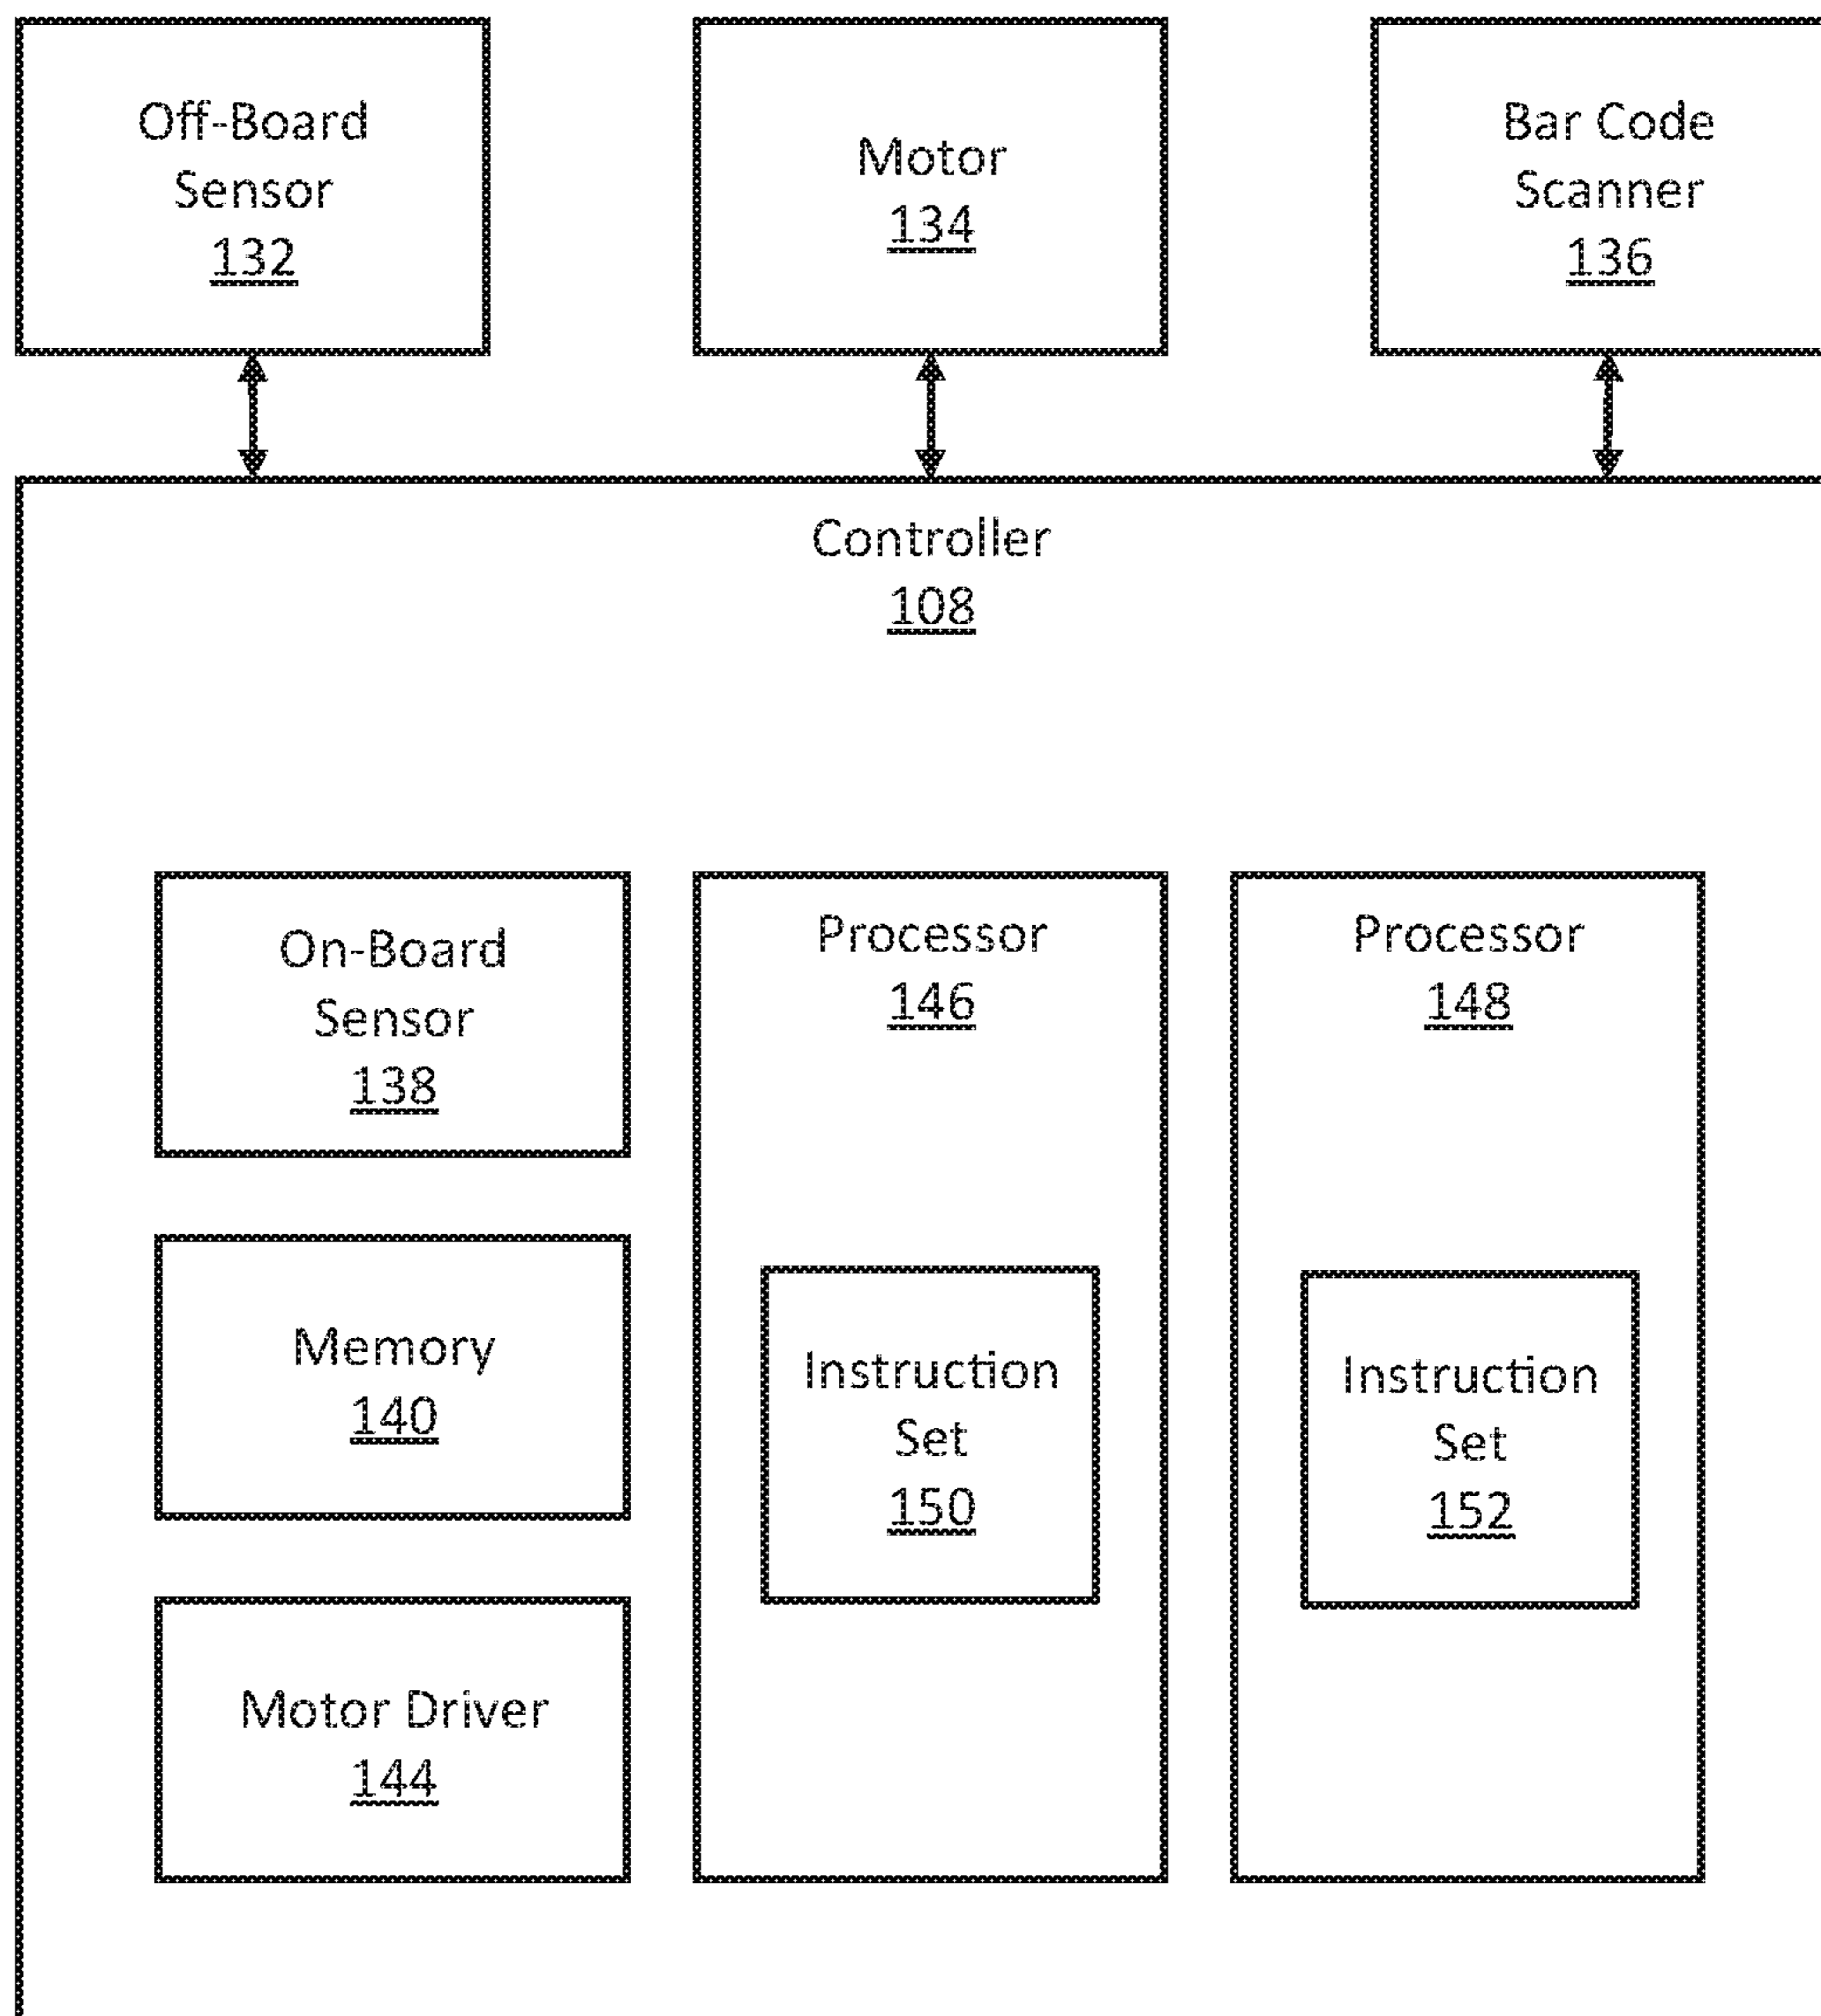 Off-Board
Sensor
132
Motor
134
Bar Code
Scanner
136
Controller
108
On-Board
Sensor
138
Memory
140
Motor Driver
144
Processor
146
Instruction
Set
150
Processor
148
Instruction
Set
152